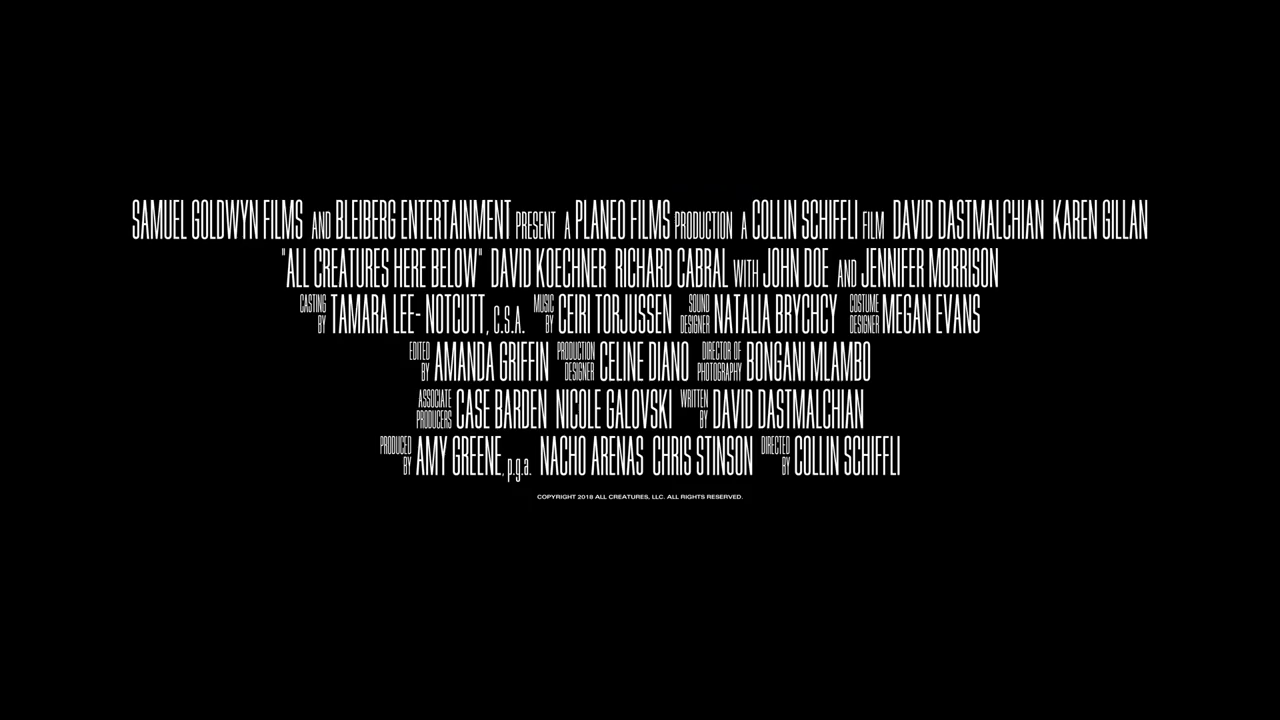 SAMUEL GOLDWYN FILMS AND BLEIBERG ENTERTAINMENT PRESENT A PLANEO FILMS PRODUCTION A COLLIN SCHIFFLI FILM DAVID DASTMALCHIAN KAREN GILLAN
"ALL CREATURES HERE BELOW" DAVID KOECHNER RICHARD CABRAL WITH JOHN DOE AND JENNIFER MORRISON
CASTING BY TAMARA LEE- NOTCUTT, C.S.A. MUSIC BY CEIRI TORJUSSEN SOUND DESIGNER NATALIA BRYCHCY COSTUME DESIGNER MEGAN EVANS
EDITED BY AMANDA GRIFFIN PRODUCTION DESIGNER CELINE DIANO DIRECTOR OF PHOTOGRAPHY BONGANI MLAMBO
ASSOCIATE PRODUCERS CASE BARDEN NICOLE GALOVSKI WRITTEN BY DAVID DASTMALCHIAN
PRODUCED BY AMY GREENE, p.g.a. NACHO ARENAS CHRIS STINSON DIRECTED BY COLLIN SCHIFFLI
COPYRIGHT 2018 ALL CREATURES, LLC. ALL RIGHTS RESERVED.